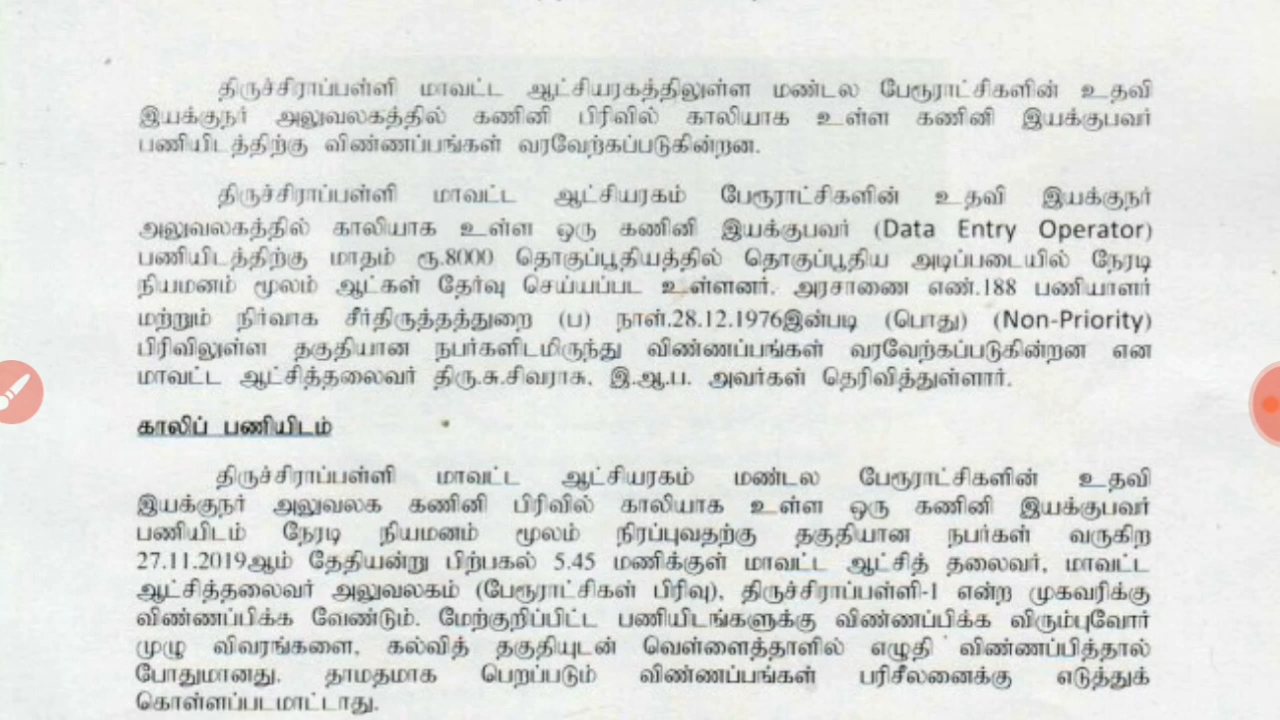 திருச்சிராப்பள்ளி மாவட்ட ஆட்சியரகத்திலுள்ள மண்டல பேரூராட்சிகளின் உதவி
இயக்குநர் அலுவலகத்தில் கணினி பிரிவில் காலியாக உள்ள கணினி இயக்குபவர்
பணியிடத்திற்கு விண்ணப்பங்கள் வரவேற்கப்படுகின்றன.
திருச்சிராப்பள்ளி மாவட்ட ஆட்சியரகம் பேரூராட்சிகளின் உதவி இயக்குநர்
அலுவலகத்தில் காலியாக உள்ள ஒரு கணினி இயக்குபவர் (Data Entry Operator)
பணியிடத்திற்கு மாதம் ரூ.8000 தொகுப்பூதியத்தில் தொகுப்பூதிய அடிப்படையில் நேரடி
நியமனம் மூலம் ஆட்கள் தேர்வு செய்யப்பட உள்ளனர். அரசாணை எண்.188 பணியாளர்
மற்றும் நிர்வாக சீர்திருத்தத்துறை (ப) நாள்.28.12.1976இன்படி (பொது) (Non-Priority)
பிரிவிலுள்ள தகுதியான நபர்களிடமிருந்து விண்ணப்பங்கள் வரவேற்கப்படுகின்றன என
மாவட்ட ஆட்சித்தலைவர் திரு.சு.சிவராசு. இ.ஆ.ப. அவர்கள் தெரிவித்துள்ளார்.
காலிப் பணியிடம்
திருச்சிராப்பள்ளி மாவட்ட ஆட்சியரகம் மண்டல பேரூராட்சிகளின் உதவி
இயக்குநர் அலுவலக கணினி பிரிவில் காலியாக உள்ள ஒரு கணினி இயக்குபவர்
பணியிடம் நேரடி நியமனம் மூலம் நிரப்புவதற்கு தகுதியான நபர்கள் வருகிற
27.11.2019ஆம் தேதியன்று பிற்பகல் 5.45 மணிக்குள் மாவட்ட ஆட்சித் தலைவர், மாவட்ட
ஆட்சித்தலைவர் அலுவலகம் (பேரூராட்சிகள் பிரிவு), திருச்சிராப்பள்ளி-1 என்ற முகவரிக்கு
விண்ணப்பிக்க வேண்டும். மேற்குறிப்பிட்ட பணியிடங்களுக்கு விண்ணப்பிக்க விரும்புவோர்
முழு விவரங்களை, கல்வித் தகுதியுடன் வெள்ளைத்தாளில் எழுதி விண்ணப்பித்தால்
போதுமானது. தாமதமாக பெறப்படும் விண்ணப்பங்கள் பரிசீலனைக்கு எடுத்துக்
கொள்ளப்படமாட்டாது.